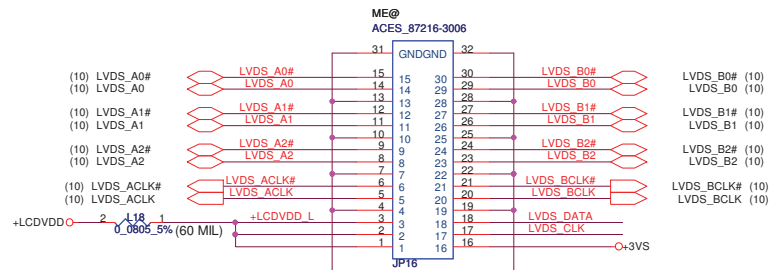 ME@
ACES_87216-3006
31 GNDGND 32
(10) LVDS_A0# LVDS_A0# 15 15 30 30 LVDS_B0# LVDS_B0# (10)
(10) LVDS_A0 LVDS_A0 14 14 29 29 LVDS_B0 LVDS_B0 (10)
13 13 28 28
(10) LVDS_A1# LVDS_A1# 12 12 27 27 LVDS_B1# LVDS_B1# (10)
(10) LVDS_A1 LVDS_A1 11 11 26 26 LVDS_B1 LVDS_B1 (10)
10 10 25 25
(10) LVDS_A2# LVDS_A2# 9 9 24 24 LVDS_B2# LVDS_B2# (10)
(10) LVDS_A2 LVDS_A2 8 8 23 23 LVDS_B2 LVDS_B2 (10)
7 7 22 22
(10) LVDS_ACLK# LVDS_ACLK# 6 6 21 21 LVDS_BCLK# LVDS_BCLK# (10)
(10) LVDS_ACLK LVDS_ACLK 5 5 20 20 LVDS_BCLK LVDS_BCLK (10)
4 4 19 19
+LCDVDD 2 L18 1 +LCDVDD_L 3 3 18 18 LVDS_DATA
0_0805_5% (60 MIL) 2 2 17 17 LVDS_CLK
1 1 16 16 +3VS
JP16